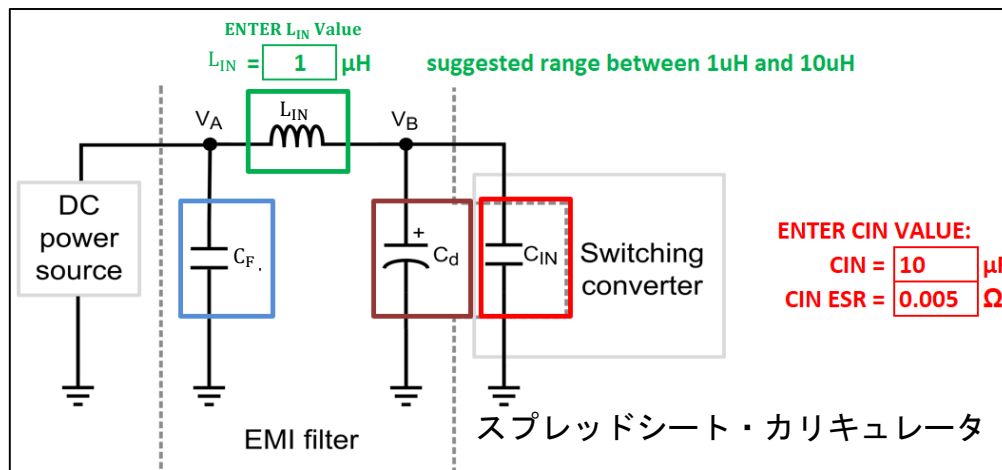 ENTER LIN Value
LIN = 1 µH suggested range between 1uH and 10uH
LIN
VA
VB
DC
power
source
CF.
+
Cd
CIN
Switching
converter
ENTER CIN VALUE:
CIN = 10 µF
CIN ESR = 0.005 Ω
EMI filter
スプレッドシート・カリキュレータ